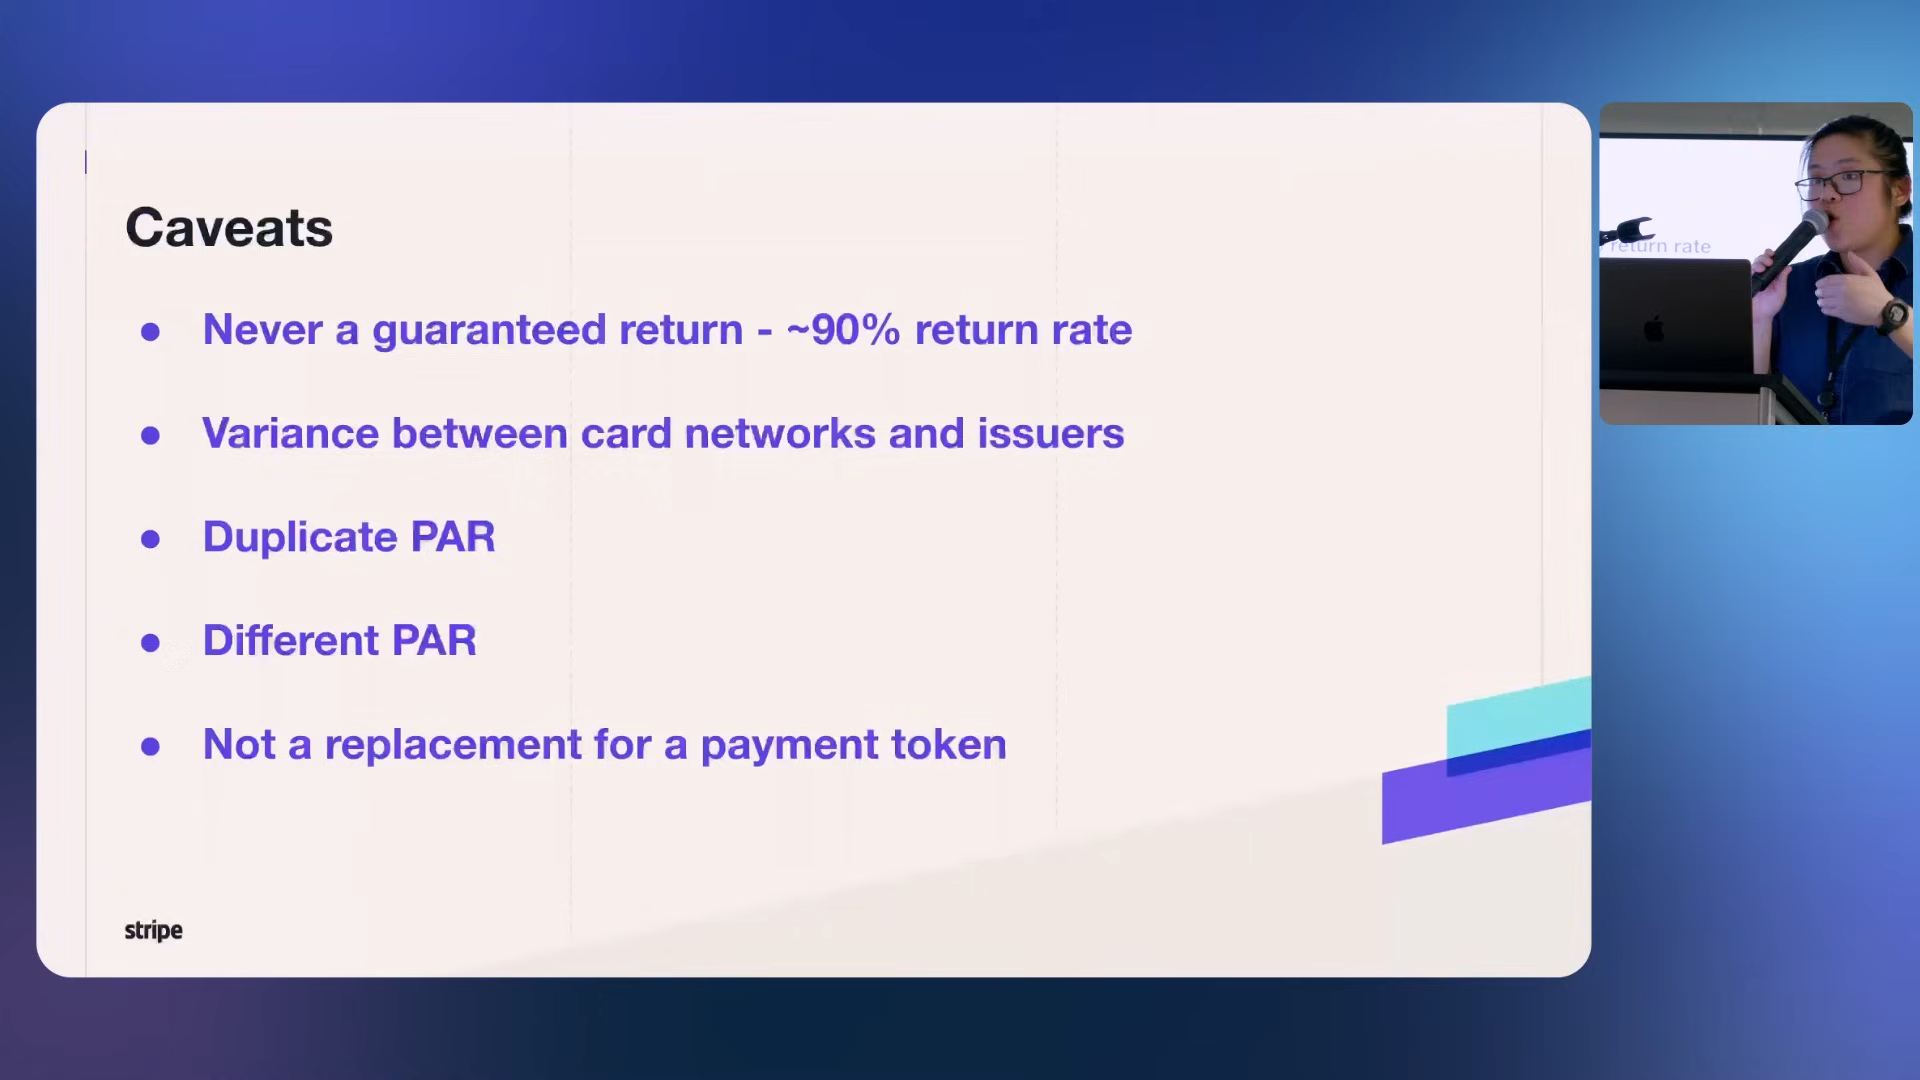 Caveats
● Never a guaranteed return - ~90% return rate
● Variance between card networks and issuers
● Duplicate PAR
● Different PAR
● Not a replacement for a payment token
stripe
return rate